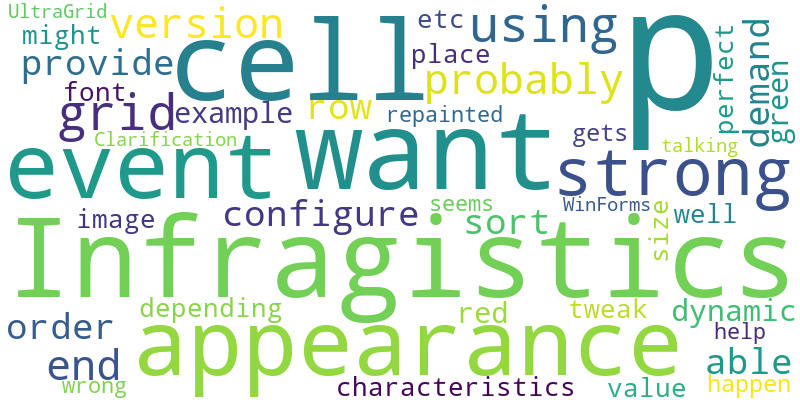 UltraGrid version cell etc using p
might place
provide probably perfect demand green
font grid example row repainted
Clarification gets talking
event want strong
image configure seems sort WinForms size well
Infragistics
depending red tweak dynamic
order appearance help
end able
wrong characteristics value happen